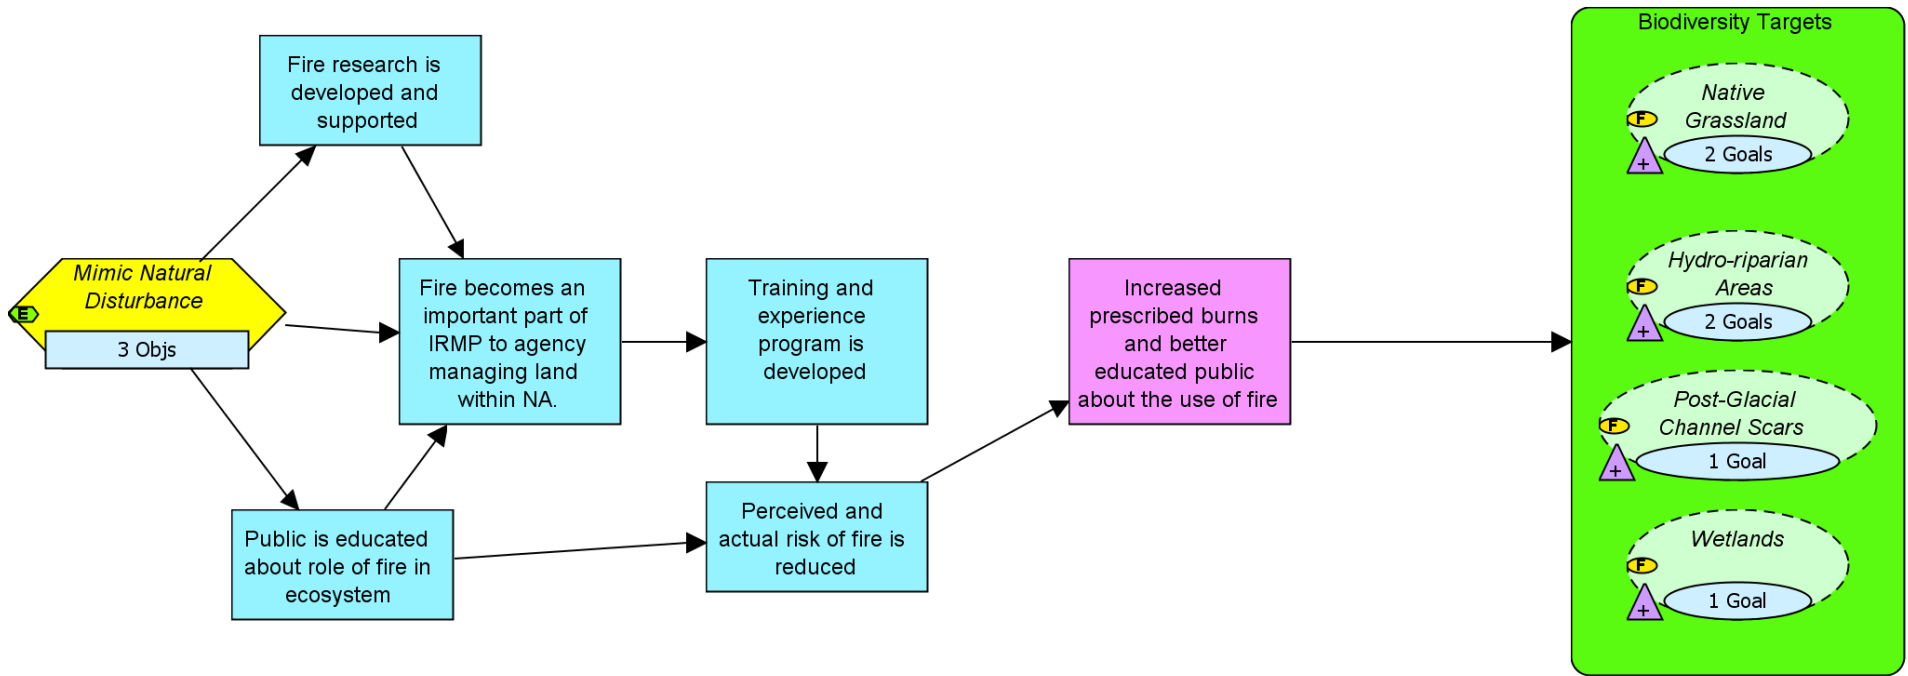 Fire research is
developed and
supported
Mimic Natural
Disturbance
E
3 Objs
Fire becomes an
important part of
IRMP to agency
managing land
within NA.
Public is educated
about role of fire in
ecosystem
Training and
experience
program is
developed
Perceived and
actual risk of fire is
reduced
Increased
prescribed burns
and better
educated public
about the use of fire
Biodiversity Targets
Native
Grassland
F
+
2 Goals
Hydro-riparian
Areas
F
+
2 Goals
Post-Glacial
Channel Scars
F
+
1 Goal
Wetlands
F
+
1 Goal